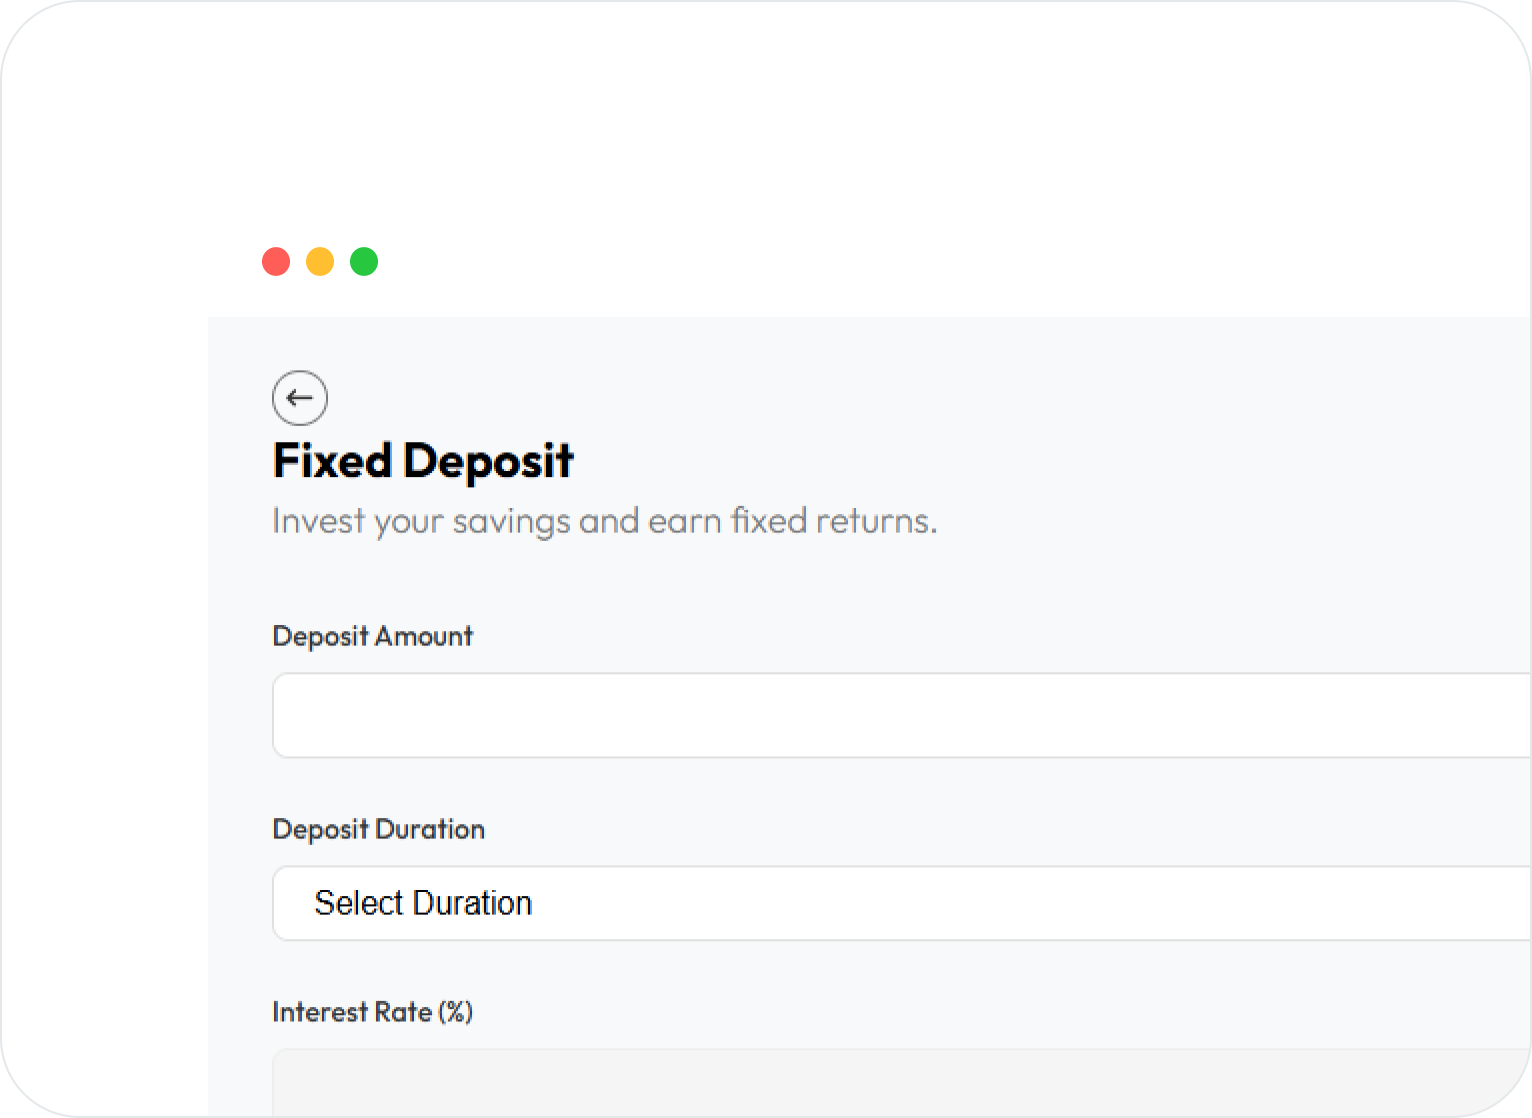 Fixed Deposit
Invest your savings and earn fixed returns.
Deposit Amount
Deposit Duration
Select Duration
Interest Rate (%)